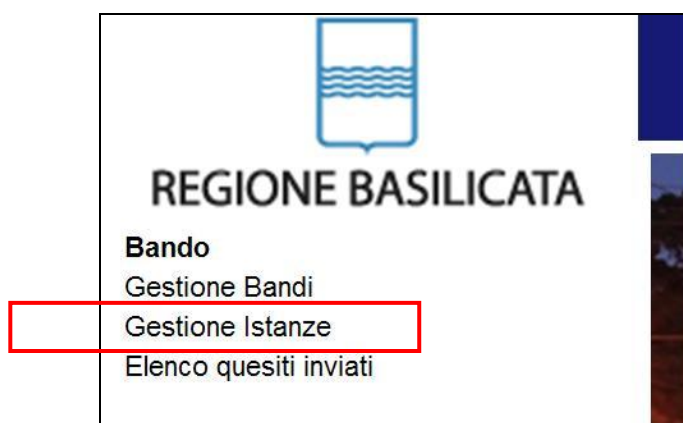 REGIONE BASILICATA
Bando
Gestione Bandi
Gestione Istanze
Elenco quesiti inviati